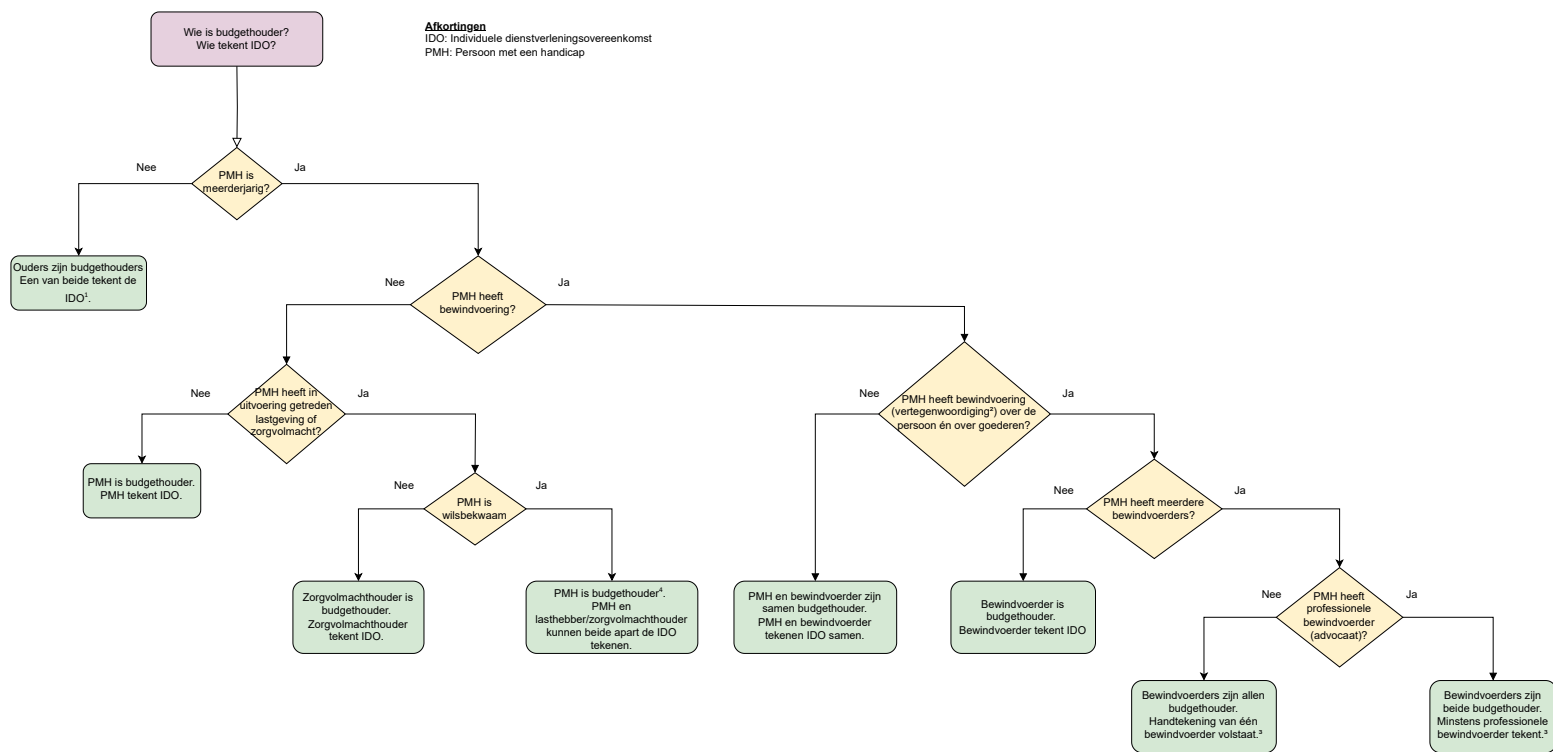 Wie is budgethouder?
Wie tekent IDO?
Afkortingen
IDO: Individuele dienstverleningsovereenkomst
PMH: Persoon met een handicap
Nee
Ja
PMH is
meerderjarig?
Ouders zijn budgethouders
Een van beide tekent de
IDO¹.
Nee
Ja
PMH heeft
bewindvoering?
Nee
Ja
PMH heeft in
uitvoering getreden
lastgeving of
zorgvolmacht?
Nee
Ja
PMH heeft bewindvoering
(vertegenwoordiging²) over de
persoon én over goederen?
PMH is budgethouder.
PMH tekent IDO.
Nee
Ja
PMH is
wilsbekwaam
Nee
Ja
PMH heeft meerdere
bewindvoerders?
Zorgvolmachthouder is
budgethouder.
Zorgvolmachthouder
tekent IDO.
PMH is budgethouder⁴.
PMH en
lasthebber/zorgvolmachthouder
kunnen beide apart de IDO
tekenen.
PMH en bewindvoerder zijn
samen budgethouder.
PMH en bewindvoerder
tekenen IDO samen.
Bewindvoerder is
budgethouder.
Bewindvoerder tekent IDO
Nee
Ja
PMH heeft
professionele
bewindvoerder
(advocaat)?
Bewindvoerders zijn allen
budgethouder.
Handtekening van één
bewindvoerder volstaat.³
Bewindvoerders zijn
beide budgethouder.
Minstens professionele
bewindvoerder tekent.³